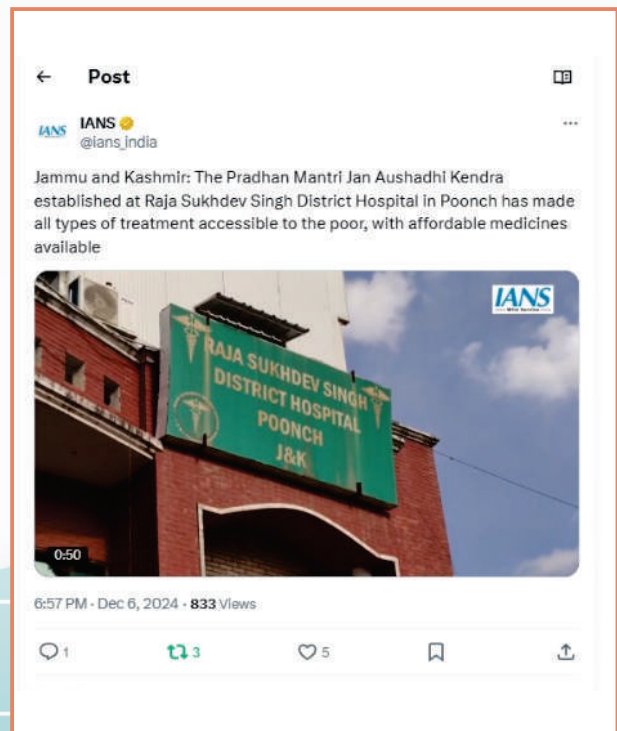 ← Post
IANS
IANS
@ians_india
...
Jammu and Kashmir: The Pradhan Mantri Jan Aushadhi Kendra
established at Raja Sukhdev Singh District Hospital in Poonch has made
all types of treatment accessible to the poor, with affordable medicines
available
IANS
RAJA SUKHDEV SINGH
DISTRICT HOSPITAL
POONCH
J&K
0:50
6:57 PM · Dec 6, 2024 · 833 Views
1 3 5